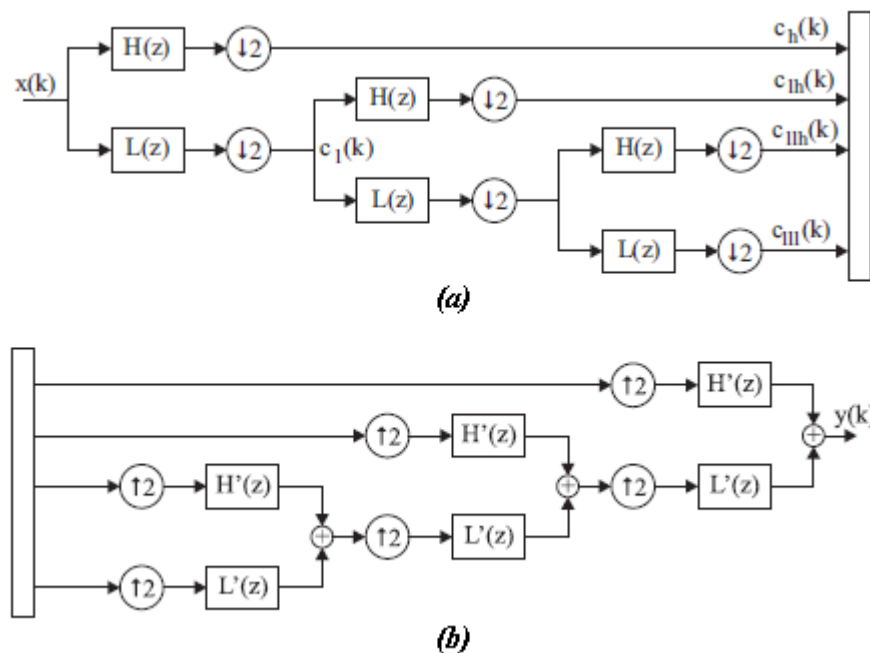 H(z) ↓2 c_h(k)
x(k)
H(z) ↓2 c_lh(k)
L(z) ↓2 c_l(k)
H(z) ↓2 c_llh(k)
L(z) ↓2
L(z) ↓2 c_lll(k)
(a)
↑2 H’(z)
↑2 H’(z) + y(k)
↑2 H’(z) + ↑2 L’(z)
+ ↑2 L’(z)
↑2 L’(z)
(b)